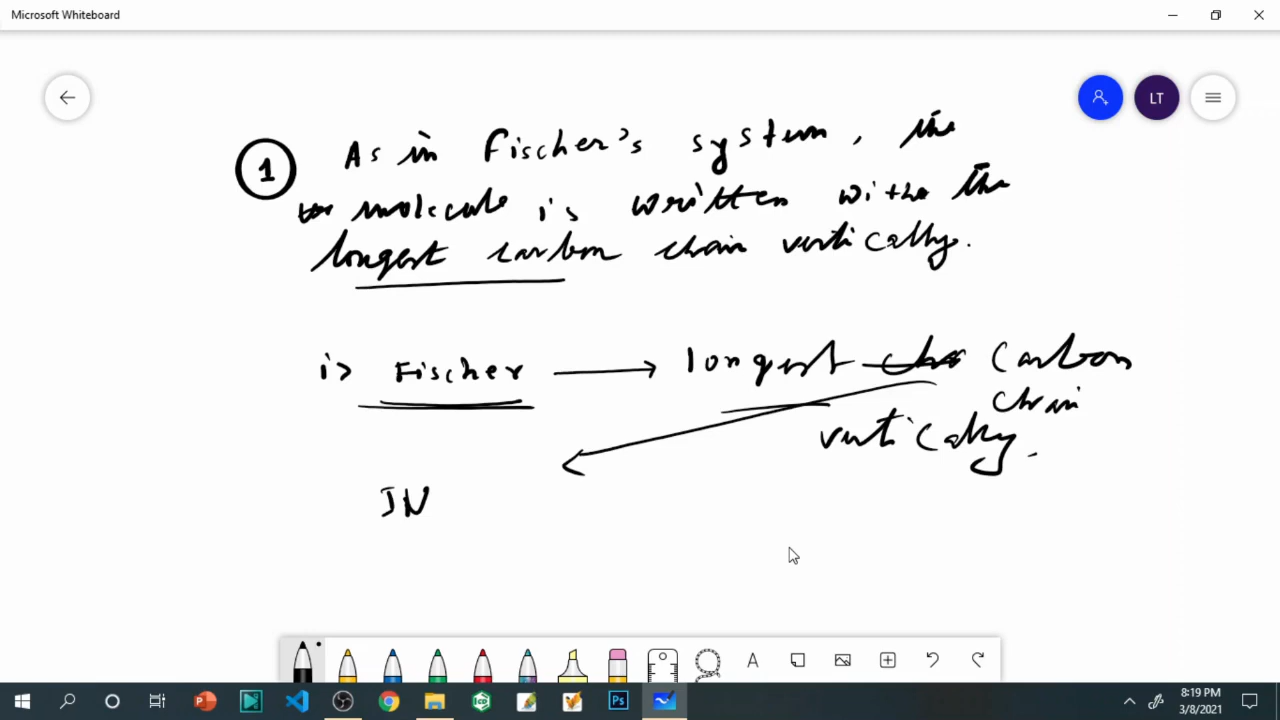 Microsoft Whiteboard
LT
1 As in Fischer's system, the
molecule is written with the
longest carbon chain vertically.
i> Fischer → longest carbon
chain
vertically.
IN
A
8:19 PM
3/8/2021